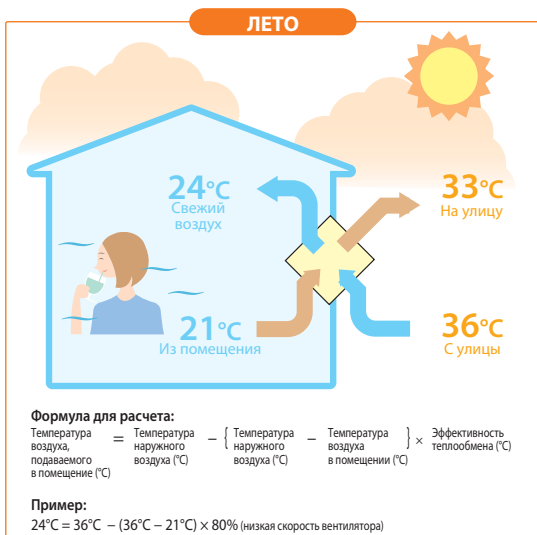 ЛЕТО
24°C
Свежий
воздух
33°C
На улицу
21°C
Из помещения
36°C
С улицы
Формула для расчета:
Температура воздуха, подаваемого в помещение (°C) = Температура наружного воздуха (°C) – { Температура наружного воздуха (°C) – Температура воздуха в помещении (°C) } × Эффективность теплообмена (°C)
Пример:
24°C = 36°C – (36°C – 21°C) × 80% (низкая скорость вентилятора)